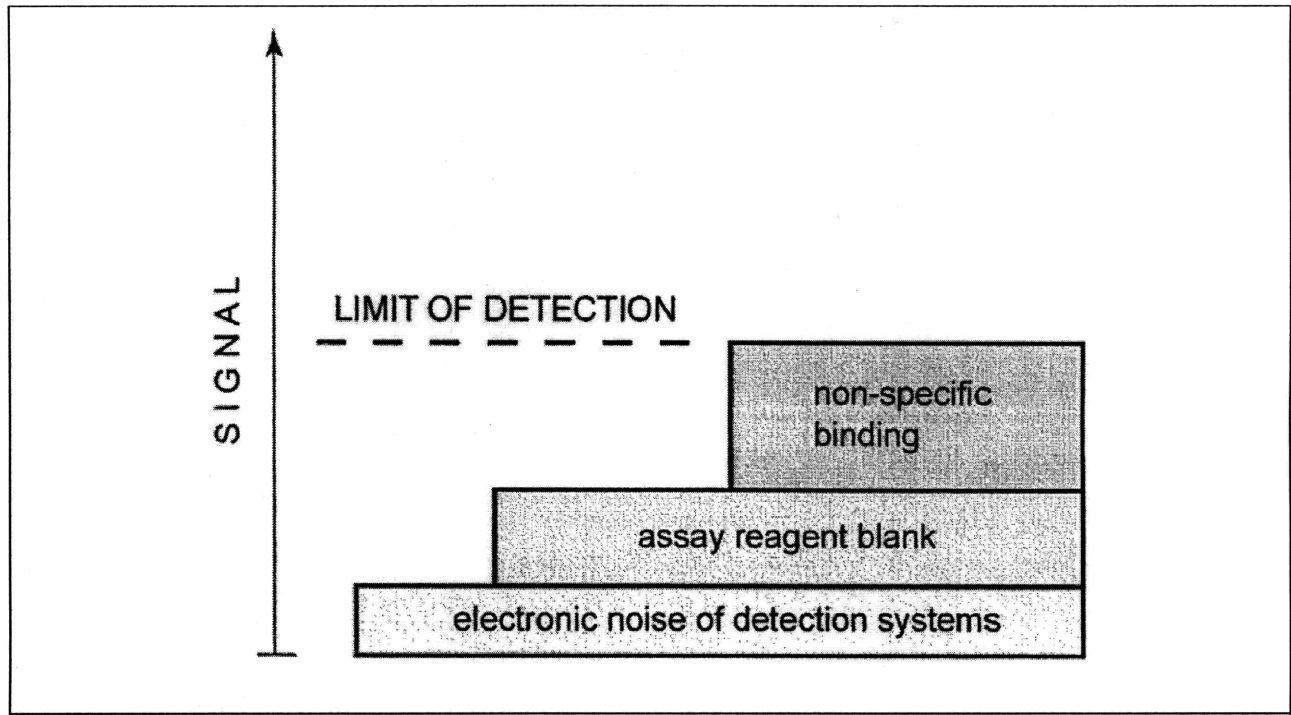 SIGNAL
LIMIT OF DETECTION
non-specific
binding
assay reagent blank
electronic noise of detection systems